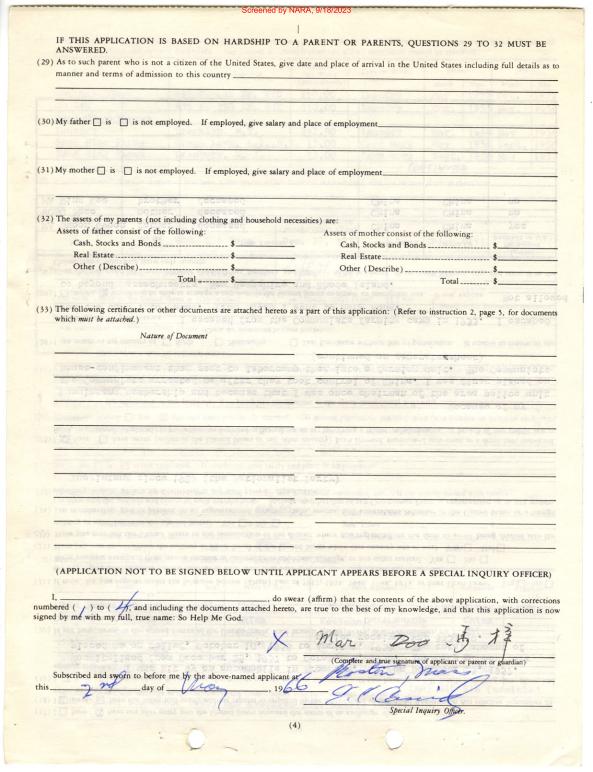 Screened by NARA, 9/18/2023
IF THIS APPLICATION IS BASED ON HARDSHIP TO A PARENT OR PARENTS, QUESTIONS 29 TO 32 MUST BE
ANSWERED.
(29) As to such parent who is not a citizen of the United States, give date and place of arrival in the United States including full details as to
manner and terms of admission to this country
(30) My father ☐ is ☐ is not employed. If employed, give salary and place of employment
(31) My mother ☐ is ☐ is not employed. If employed, give salary and place of employment
(32) The assets of my parents (not including clothing and household necessities) are:
Assets of father consist of the following: Assets of mother consist of the following:
Cash, Stocks and Bonds $ Cash, Stocks and Bonds $
Real Estate $ Real Estate $
Other (Describe) $ Other (Describe) $
Total $ Total $
(33) The following certificates or other documents are attached hereto as a part of this application: (Refer to instruction 2, page 5, for documents
which must be attached.)
Nature of Document
(APPLICATION NOT TO BE SIGNED BELOW UNTIL APPLICANT APPEARS BEFORE A SPECIAL INQUIRY OFFICER)
I, , do swear (affirm) that the contents of the above application, with corrections
numbered ( 1 ) to ( 4 ), and including the documents attached hereto, are true to the best of my knowledge, and that this application is now
signed by me with my full, true name: So Help Me God.
X Mar Doo
(Complete and true signature of applicant or parent or guardian)
Subscribed and sworn to before me by the above-named applicant at Boston, Mass
this 2nd day of May, 1966
Special Inquiry Officer.
(4)